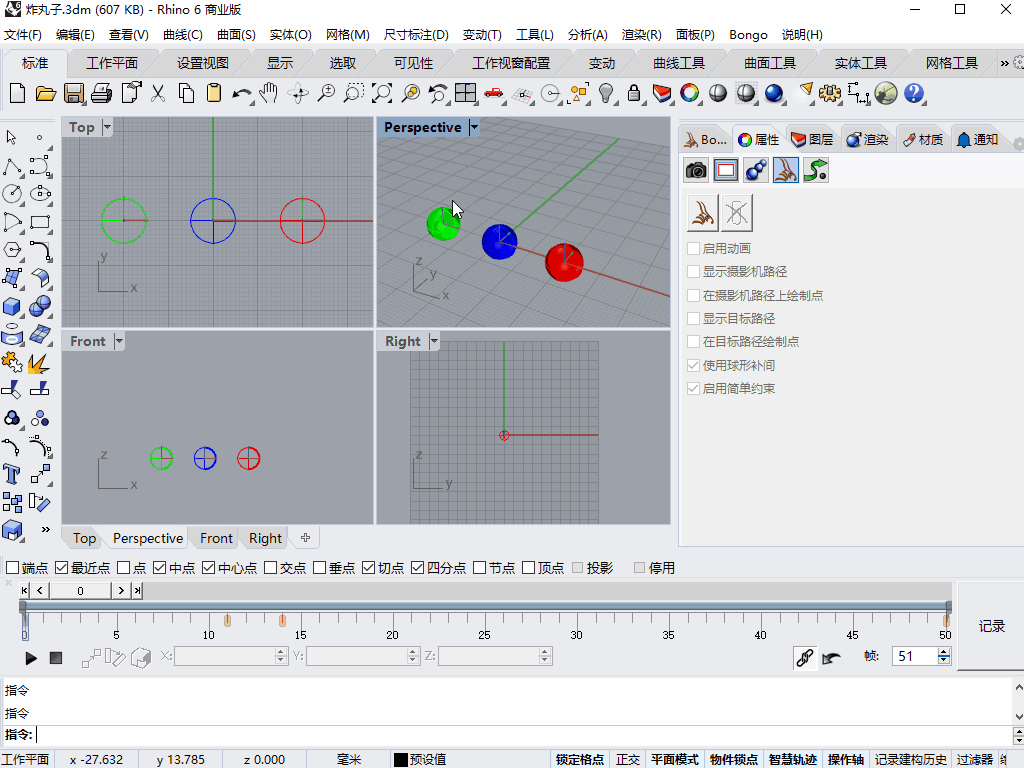 炸丸子.3dm (607 KB) - Rhino 6 商业版
文件(F) 编辑(E) 查看(V) 曲线(C) 曲面(S) 实体(O) 网格(M) 尺寸标注(D) 变动(T) 工具(L) 分析(A) 渲染(R) 面板(P) Bongo 说明(H)
标准 工作平面 设置视图 显示 选取 可见性 工作视窗配置 变动 曲线工具 曲面工具 实体工具 网格工具 »
Top
Perspective
Bo... 属性 图层 渲染 材质 通知
启用动画
显示摄影机路径
在摄影机路径上绘制点
显示目标路径
在目标路径绘制点
使用球形补间
启用简单约束
y x
z y x
Front
Right
z x
z y
»
Top Perspective Front Right
端点 最近点 点 中点 中心点 交点 垂点 切点 四分点 节点 顶点 投影 停用
0
0 5 10 15 20 25 30 35 40 45 50
记录
X: Y: Z: 帧: 51
指令
指令
指令:
工作平面 x -27.632 y 13.785 z 0.000 毫米 预设值 锁定格点 正交 平面模式 物件锁点 智慧轨迹 操作轴 记录建构历史 过滤器